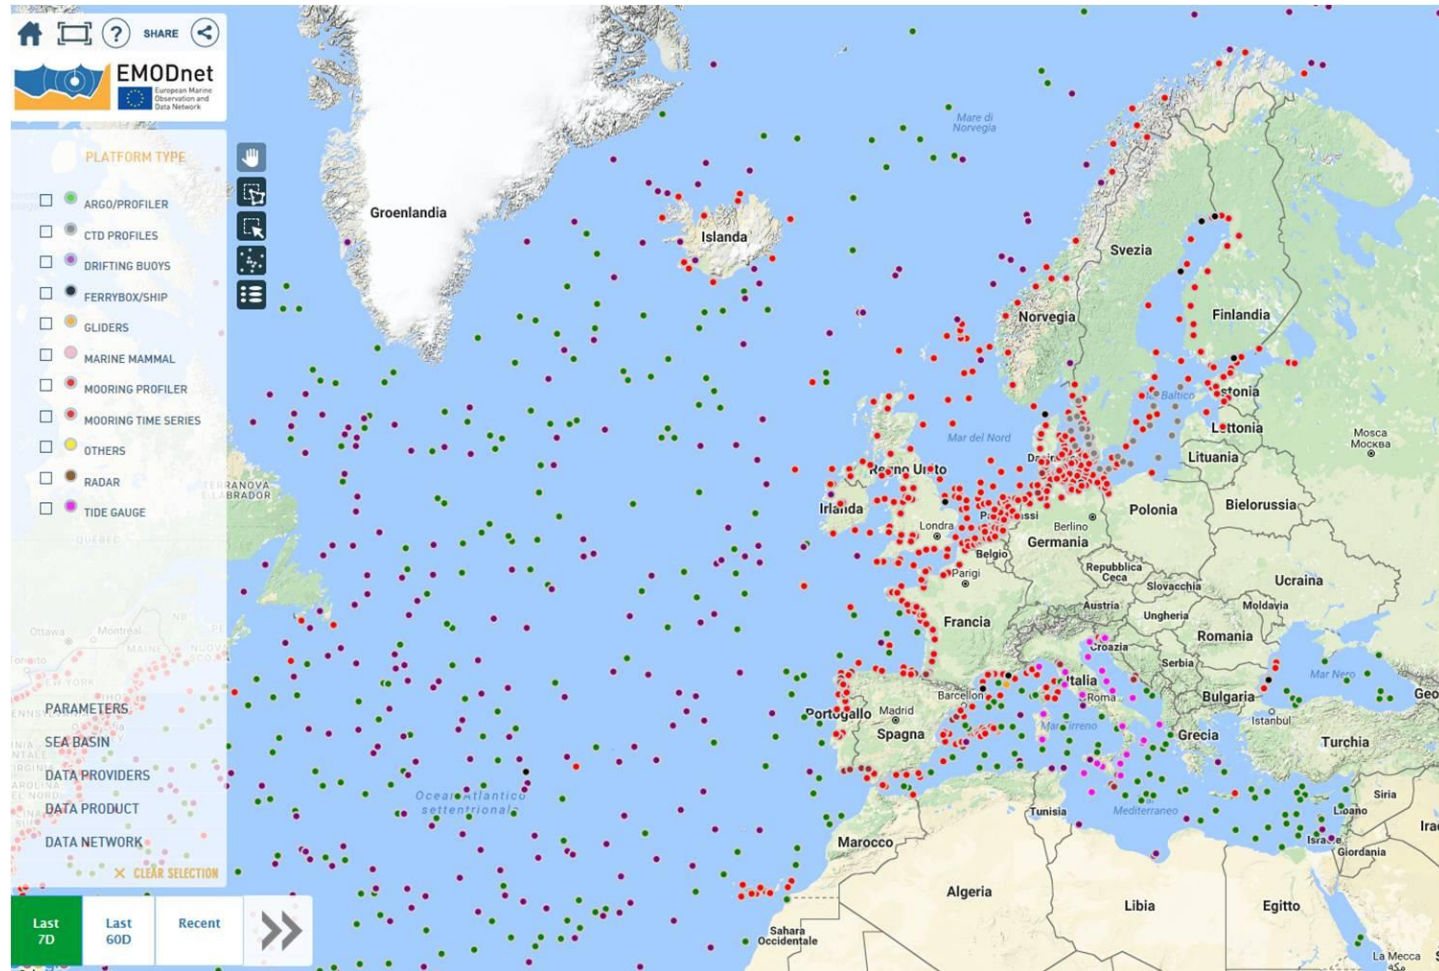 ?
SHARE
EMODnet
European Marine
Observation and
Data Network
PLATFORM TYPE
ARGO/PROFILER
CTD PROFILES
DRIFTING BUOYS
FERRYBOX/SHIP
GLIDERS
MARINE MAMMAL
MOORING PROFILER
MOORING TIME SERIES
OTHERS
RADAR
TIDE GAUGE
PARAMETERS
SEA BASIN
DATA PROVIDERS
DATA PRODUCT
DATA NETWORK
× CLEAR SELECTION
Last
7D
Last
60D
Recent
Groenlandia
Islanda
Mare di
Norvegia
Svezia
Norvegia
Finlandia
Estonia
Lettonia
Lituania
Mosca
Москва
Mar del Nord
Regno Unito
Irlanda
Londra
Berlino
Polonia
Bielorussia
Germania
Belgio
Parigi
Repubblica
Ceca
Slovacchia
Ucraina
Austria
Ungheria
Moldavia
Francia
Romania
Croazia
Serbia
Italia
Mar Nero
Barcellona
Roma
Bulgaria
Portogallo
Madrid
Spagna
Mar Tirreno
Istanbul
Grecia
Turchia
Oceano Atlantico
settentrionale
Tunisia
Mediterraneo
Siria
Libano
Israele
Giordania
Marocco
Algeria
Libia
Egitto
Sahara
Occidentale
La Mecca
TERRANOVA
E LABRADOR
QUEBEC
Ottawa
Montreal
MAINE
Toronto
NEW YORK